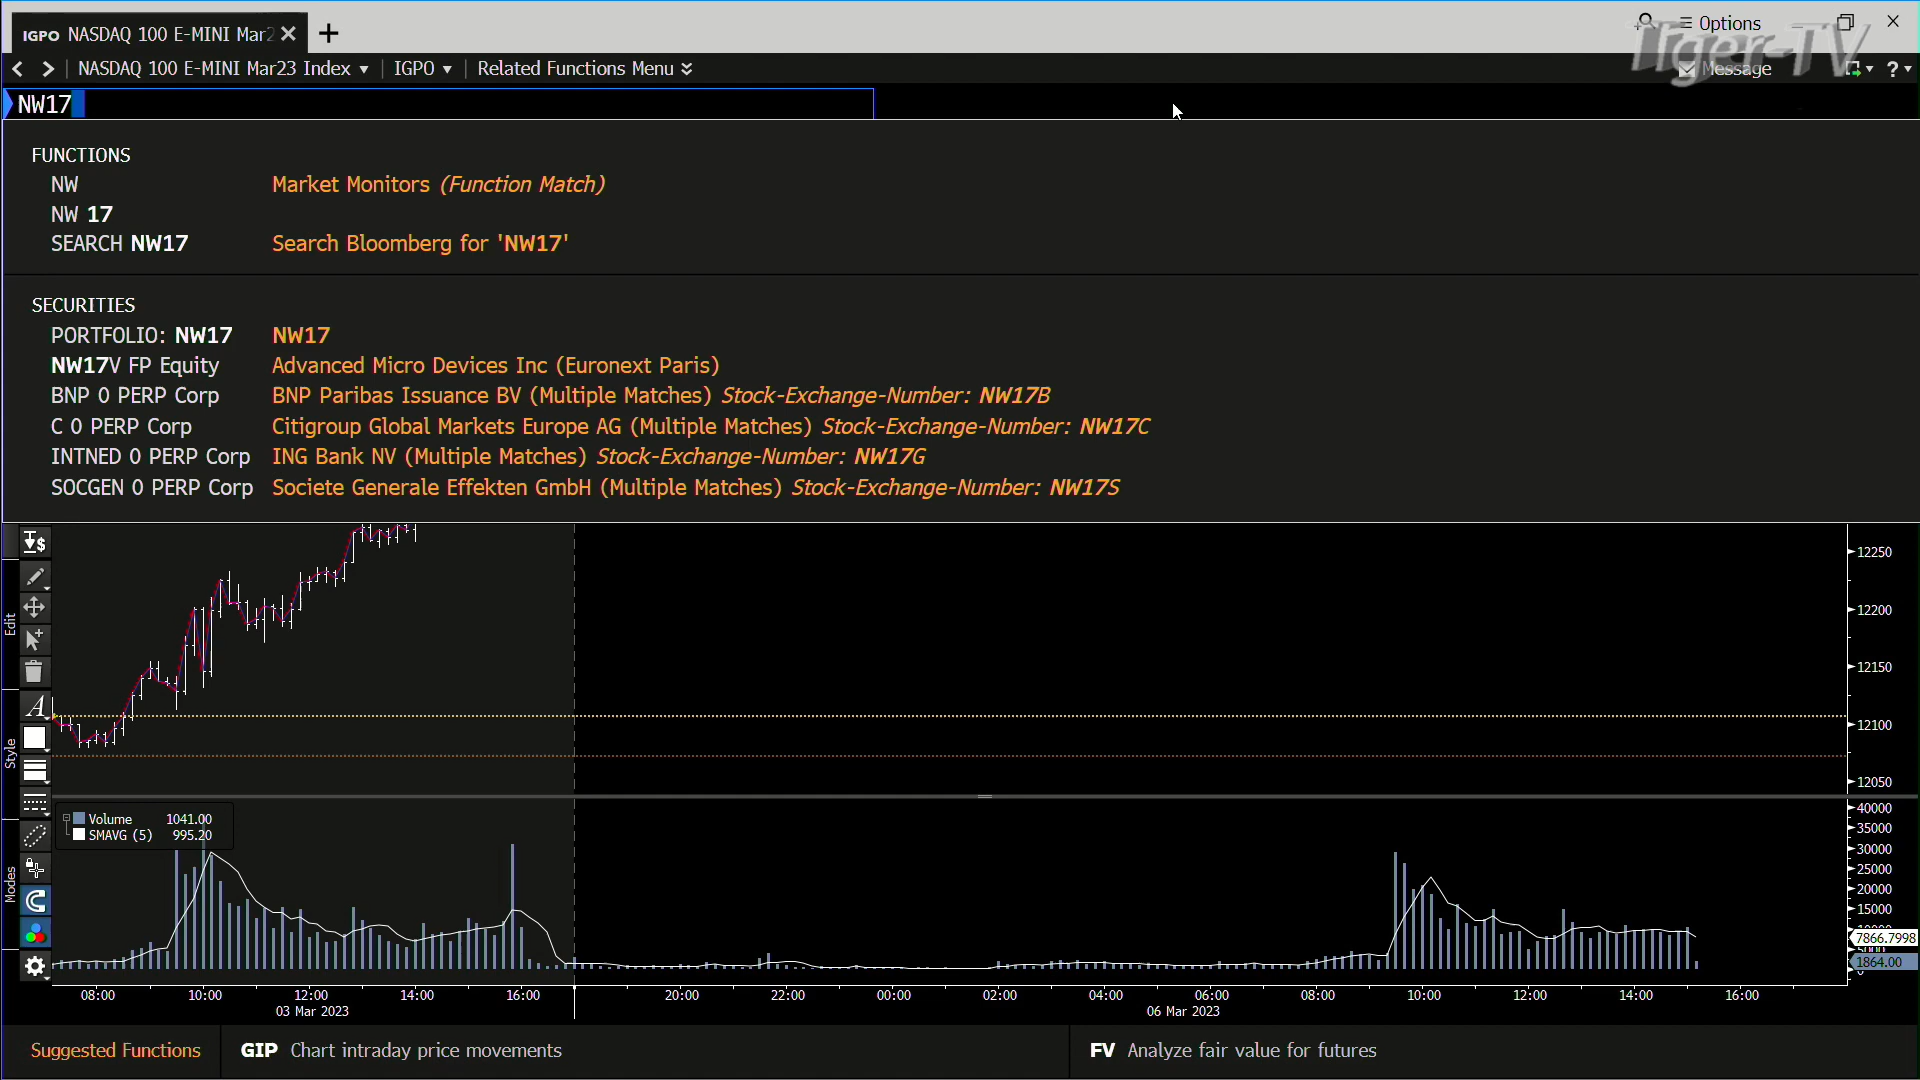 IGPO NASDAQ 100 E-MINI Mar2
Options
Tiger-TV
NASDAQ 100 E-MINI Mar23 Index
IGPO
Related Functions Menu
Message
?
NW17
FUNCTIONS
NW Market Monitors (Function Match)
NW 17
SEARCH NW17 Search Bloomberg for 'NW17'
SECURITIES
PORTFOLIO: NW17 NW17
NW17V FP Equity Advanced Micro Devices Inc (Euronext Paris)
BNP 0 PERP Corp BNP Paribas Issuance BV (Multiple Matches) Stock-Exchange-Number: NW17B
C 0 PERP Corp Citigroup Global Markets Europe AG (Multiple Matches) Stock-Exchange-Number: NW17C
INTNED 0 PERP Corp ING Bank NV (Multiple Matches) Stock-Exchange-Number: NW17G
SOCGEN 0 PERP Corp Societe Generale Effekten GmbH (Multiple Matches) Stock-Exchange-Number: NW17S
12250
12200
12150
12100
12050
Edit
Style
Modes
A
Volume 1041.00
SMAVG (5) 995.20
40000
35000
30000
25000
20000
15000
7866.7998
1864.00
08:00 10:00 12:00 14:00 16:00 20:00 22:00 00:00 02:00 04:00 06:00 08:00 10:00 12:00 14:00 16:00
03 Mar 2023 06 Mar 2023
Suggested Functions GIP Chart intraday price movements FV Analyze fair value for futures